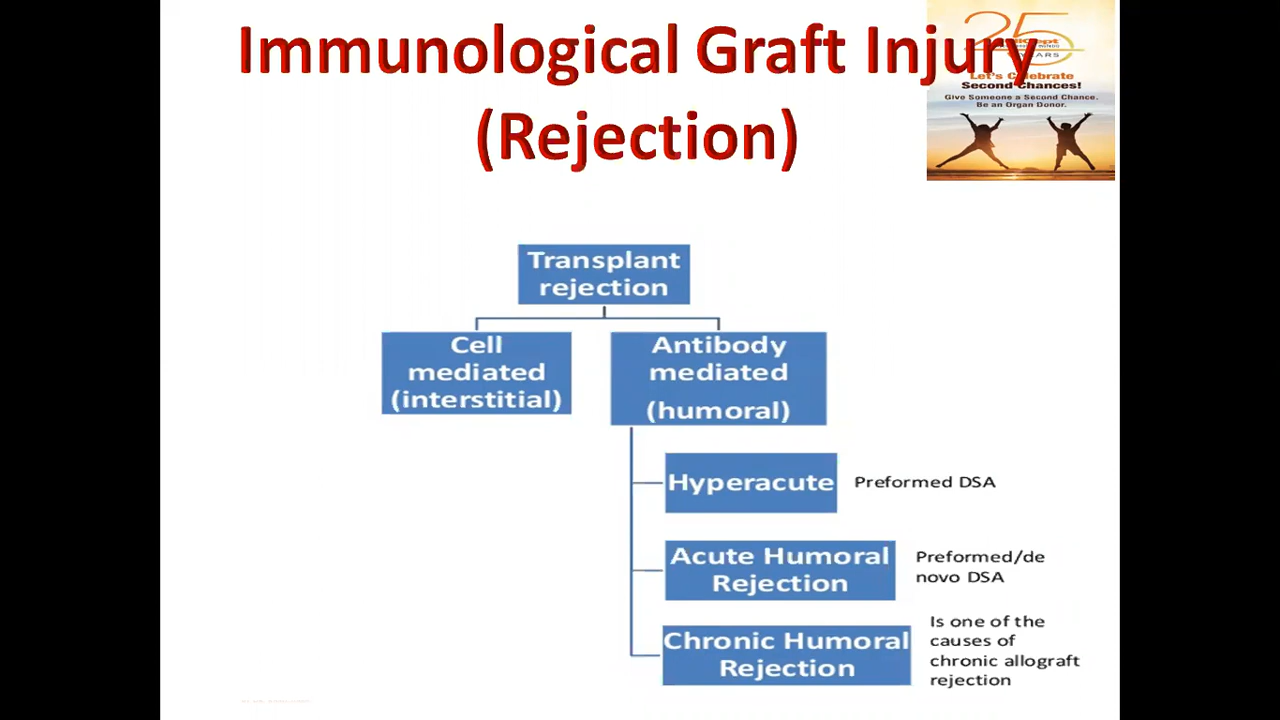 Immunological Graft Injury
(Rejection)
25
YEARS
Let's Celebrate
Second Chances!
Give Someone a Second Chance.
Be an Organ Donor.
Transplant
rejection
Cell
mediated
(interstitial)
Antibody
mediated
(humoral)
Hyperacute
Preformed DSA
Acute Humoral
Rejection
Preformed/de
novo DSA
Chronic Humoral
Rejection
Is one of the
causes of
chronic allograft
rejection